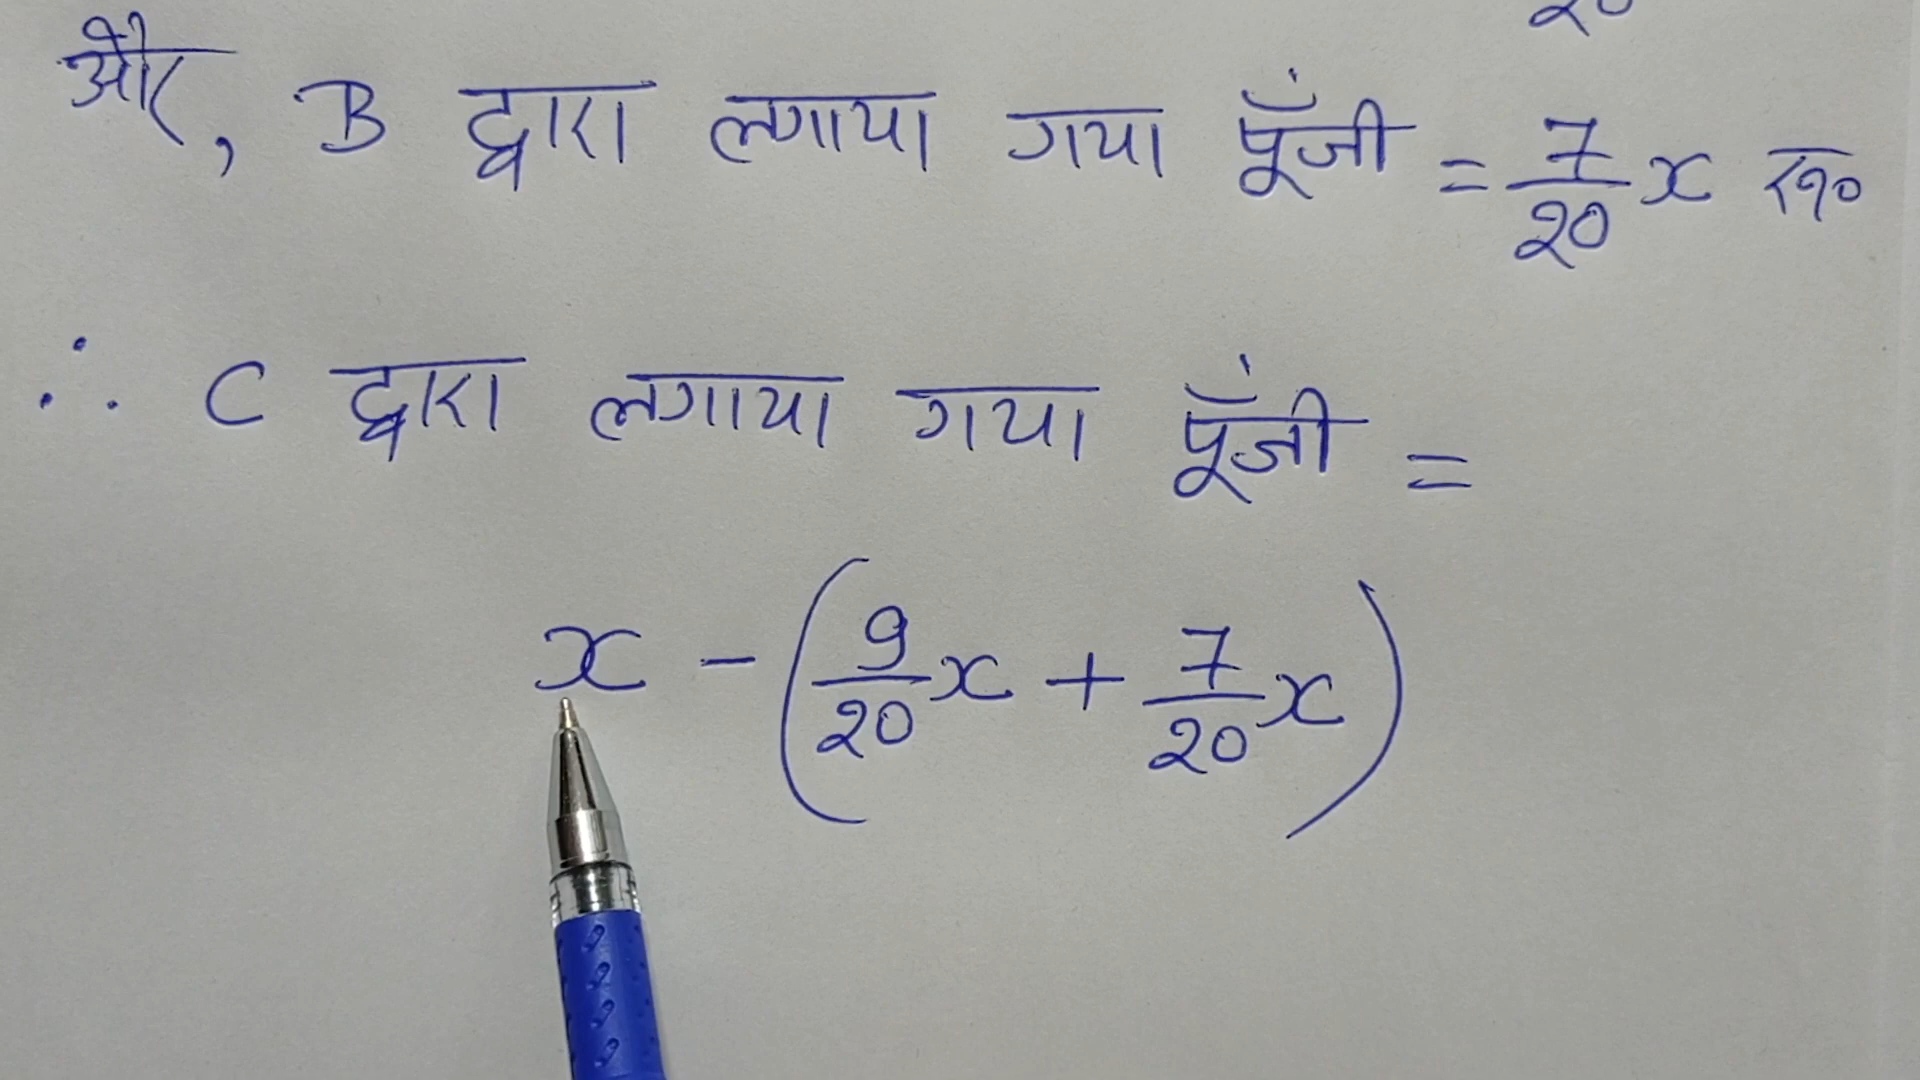 और, B द्वारा लगाया गया पूँजी = 7/20 x रु०
∴ C द्वारा लगाया गया पूँजी =
x - (9/20 x + 7/20 x)